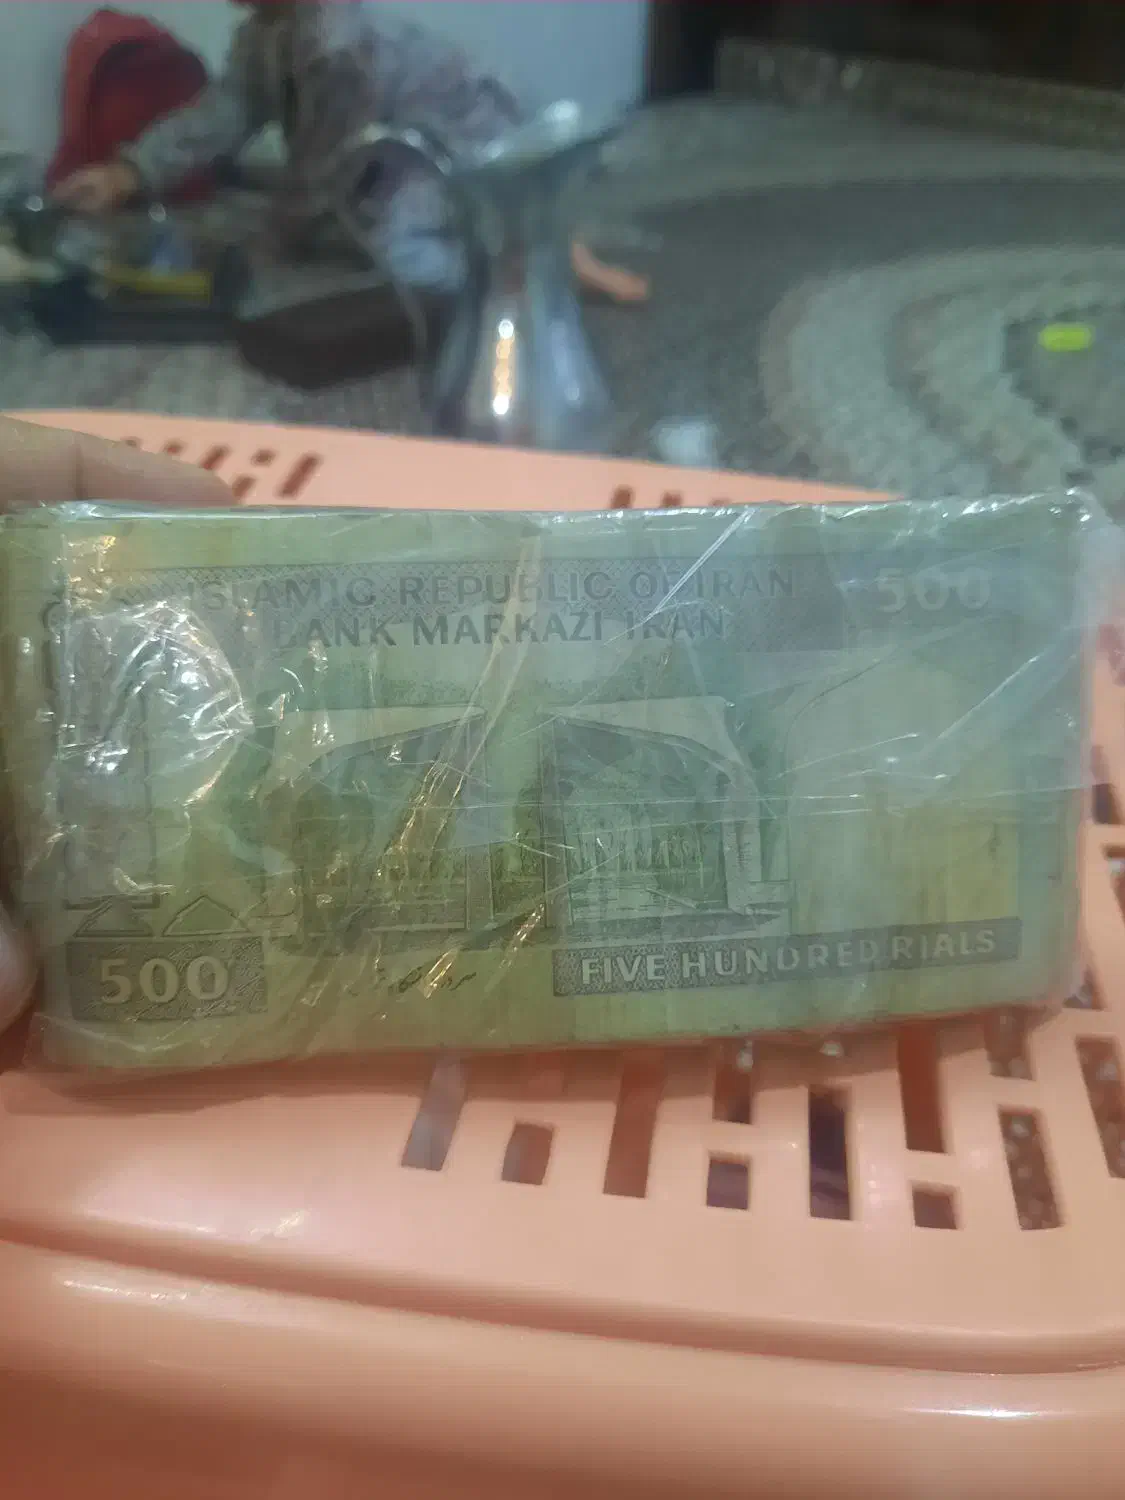 ISLAMIC REPUBLIC OF IRAN
500
BANK MARKAZI IRAN
500
FIVE HUNDRED RIALS